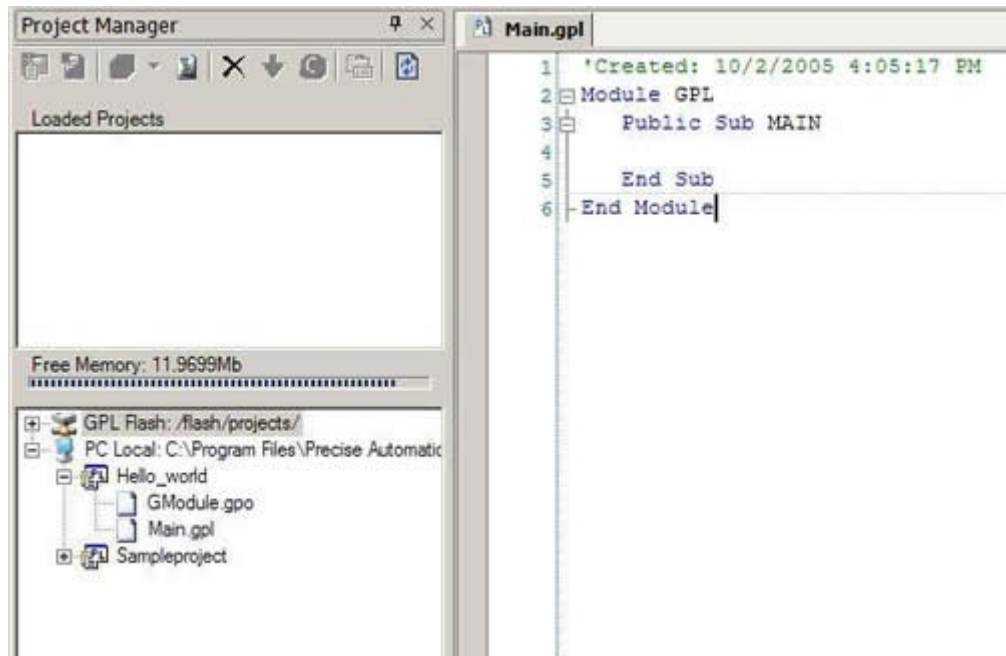 Project Manager
Loaded Projects
Free Memory: 11.9699Mb
GPL Flash: /flash/projects/
PC Local: C:\Program Files\Precise Automatic
Hello_world
GModule.gpo
Main.gpl
Sampleproject
Main.gpl
1 'Created: 10/2/2005 4:05:17 PM
2 Module GPL
3 Public Sub MAIN
4
5 End Sub
6 End Module